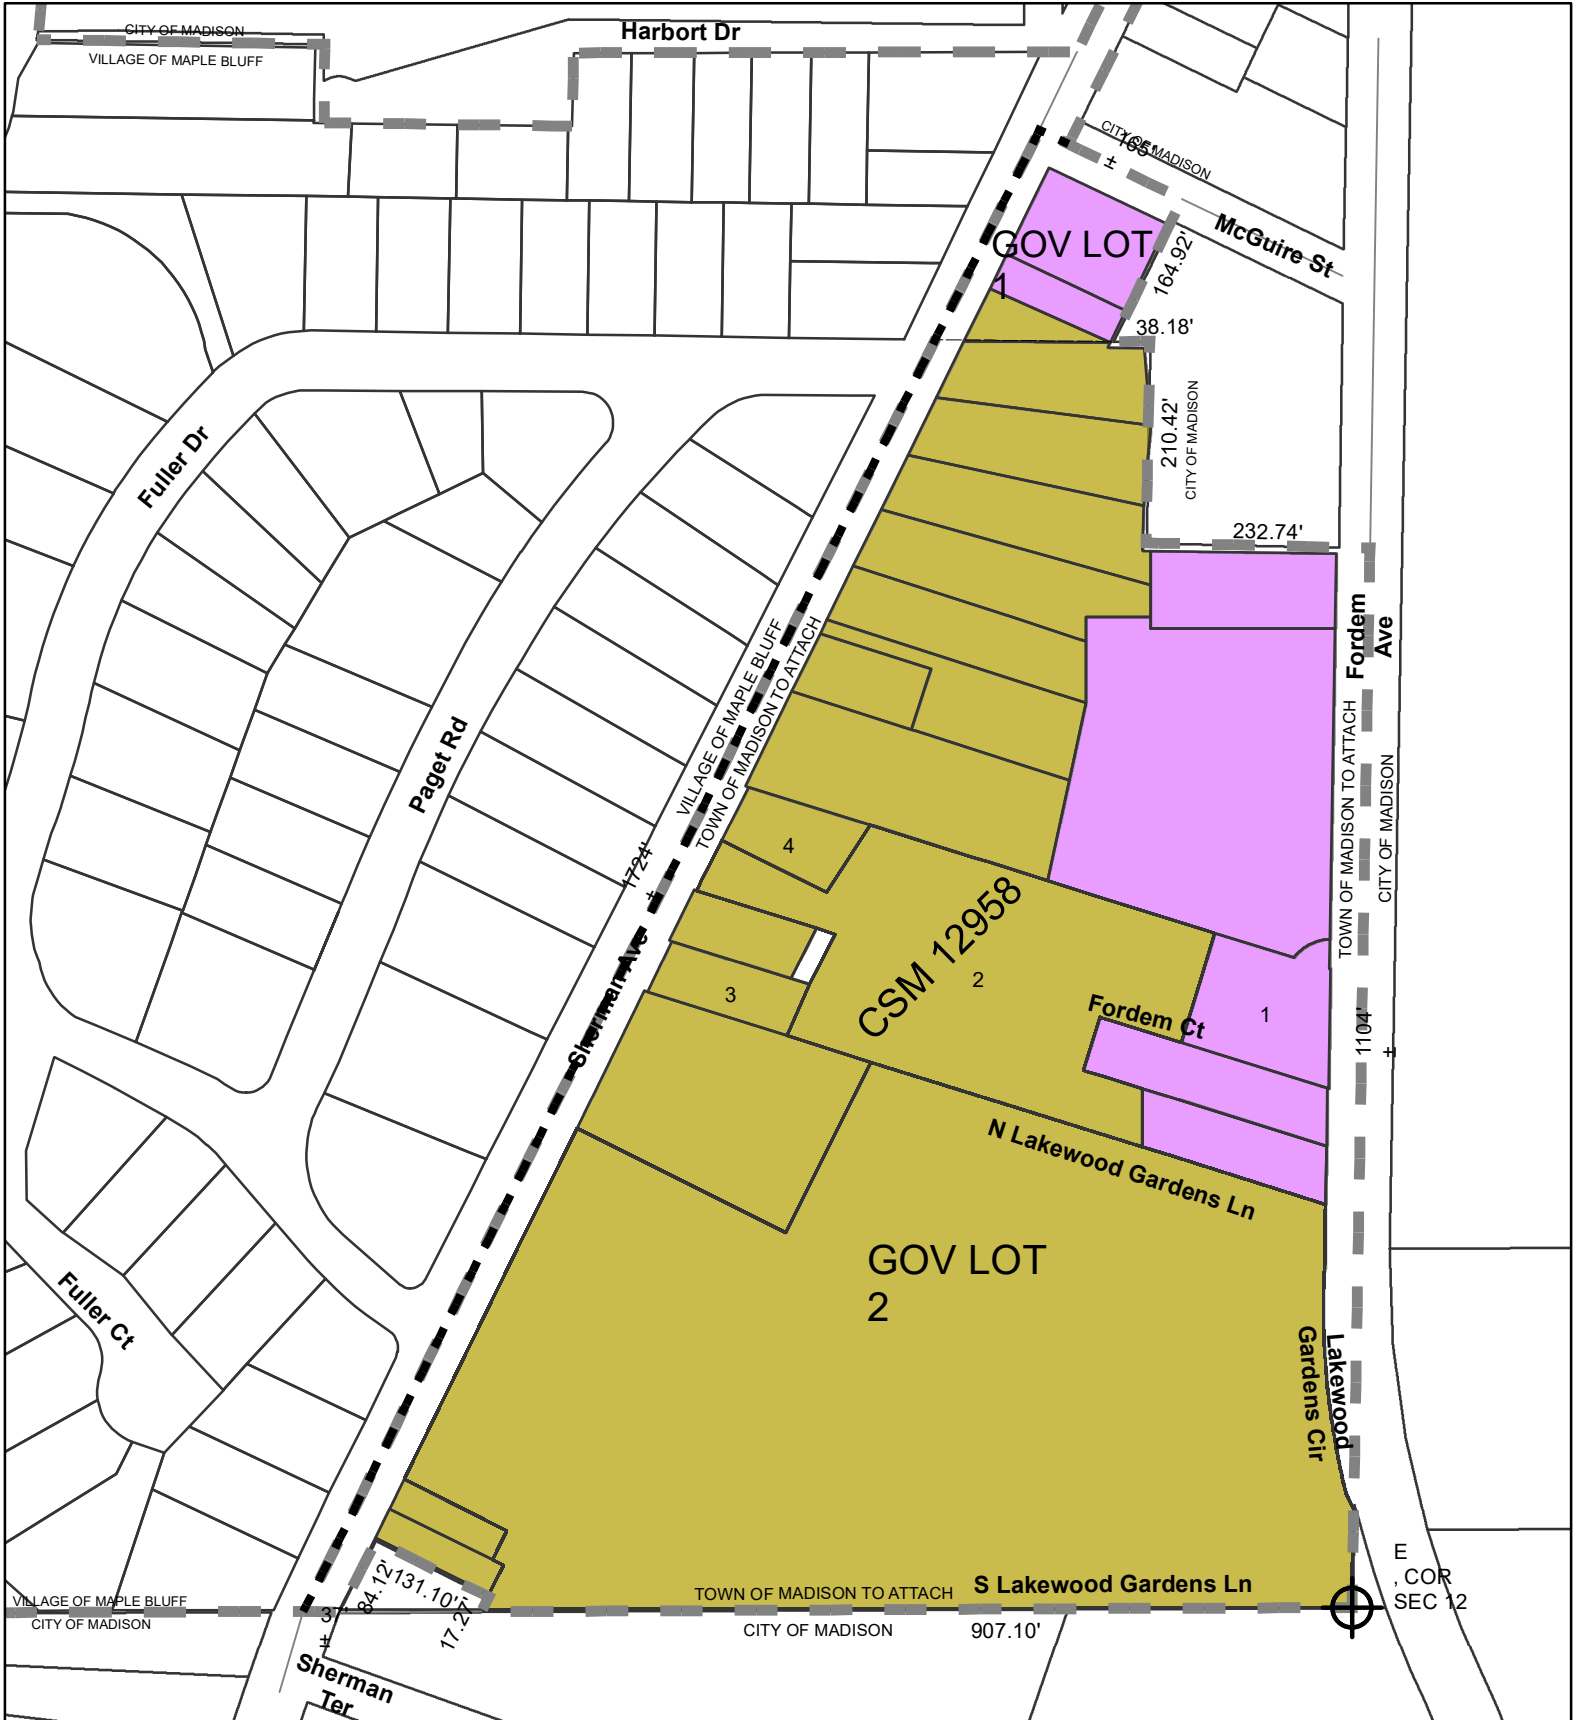 Harbort Dr
CITY OF MADISON
VILLAGE OF MAPLE BLUFF
CITY OF MADISON
165'
±
McGuire St
GOV LOT
1
164.92'
38.18'
210.42'
CITY OF MADISON
232.74'
Fuller Dr
Fordem
Ave
VILLAGE OF MAPLE BLUFF
TOWN OF MADISON TO ATTACH
Paget Rd
TOWN OF MADISON TO ATTACH
CITY OF MADISON
4
1724'
±
CSM 12958
Sherman Ave
2
3
Fordem Ct
1
1104'
±
N Lakewood Gardens Ln
GOV LOT
2
Fuller Ct
Lakewood
Gardens Cir
E
, COR
SEC 12
84.12'
131.10'
17.27'
37'
±
TOWN OF MADISON TO ATTACH
S Lakewood Gardens Ln
VILLAGE OF MAPLE BLUFF
CITY OF MADISON
CITY OF MADISON
907.10'
Sherman
Ter